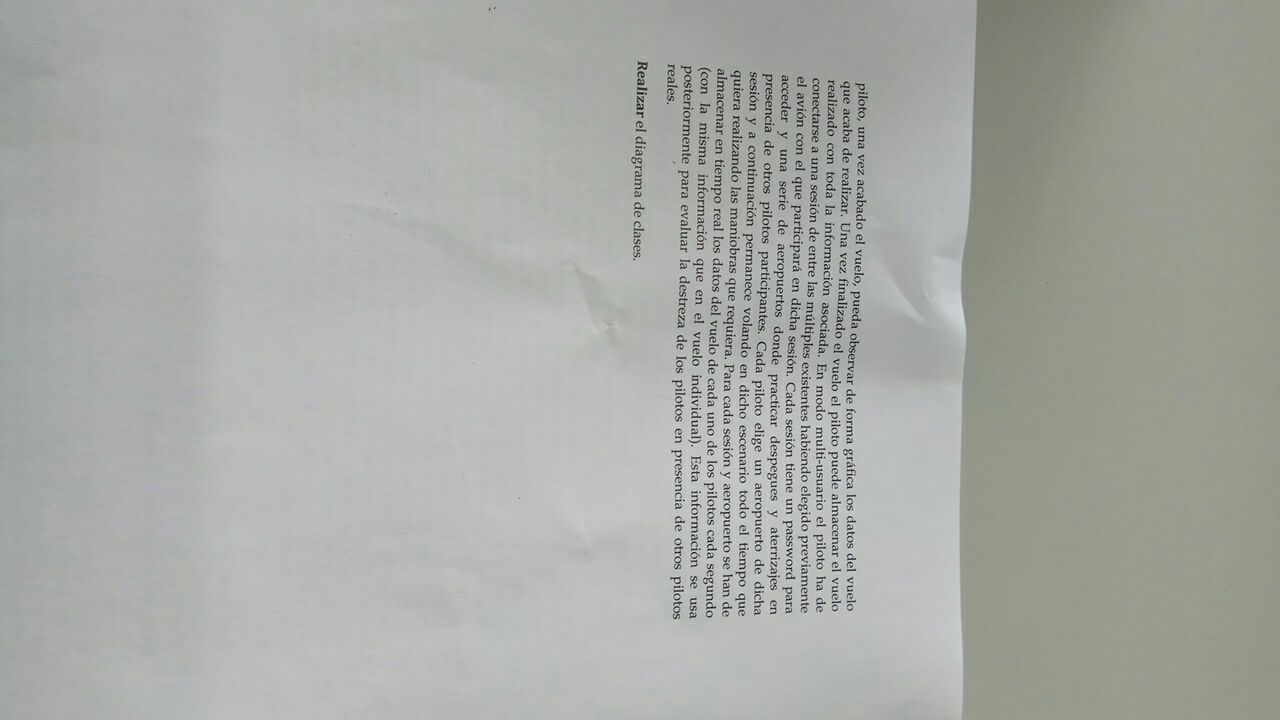 piloto, una vez acabado el vuelo, pueda observar de forma gráfica los datos del vuelo
que acaba de realizar. Una vez finalizado el vuelo el piloto puede almacenar el vuelo
realizado con toda la información asociada. En modo multi-usuario el piloto ha de
conectarse a una sesión de entre las múltiples existentes habiendo elegido previamente
el avión con el que participará en dicha sesión. Cada sesión tiene un password para
acceder y una serie de aeropuertos donde practicar despegues y aterrizajes en
presencia de otros pilotos participantes. Cada piloto elige un aeropuerto de dicha
sesión y a continuación permanece volando en dicho escenario todo el tiempo que
quiera realizando las maniobras que requiera. Para cada sesión y aeropuerto se han de
almacenar en tiempo real los datos del vuelo de cada uno de los pilotos cada segundo
(con la misma información que en el vuelo individual). Esta información se usa
posteriormente para evaluar la destreza de los pilotos en presencia de otros pilotos
reales.
Realizar el diagrama de clases.